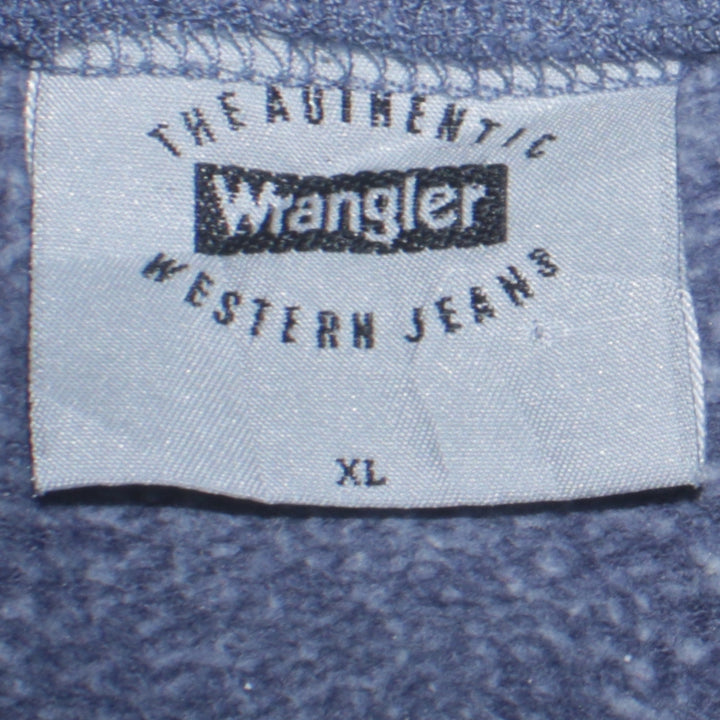 THE AUTHENTIC
Wrangler
WESTERN JEANS
XL